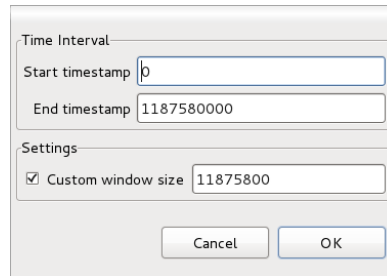 Time Interval
Start timestamp 0
End timestamp 1187580000
Settings
Custom window size 11875800
Cancel OK